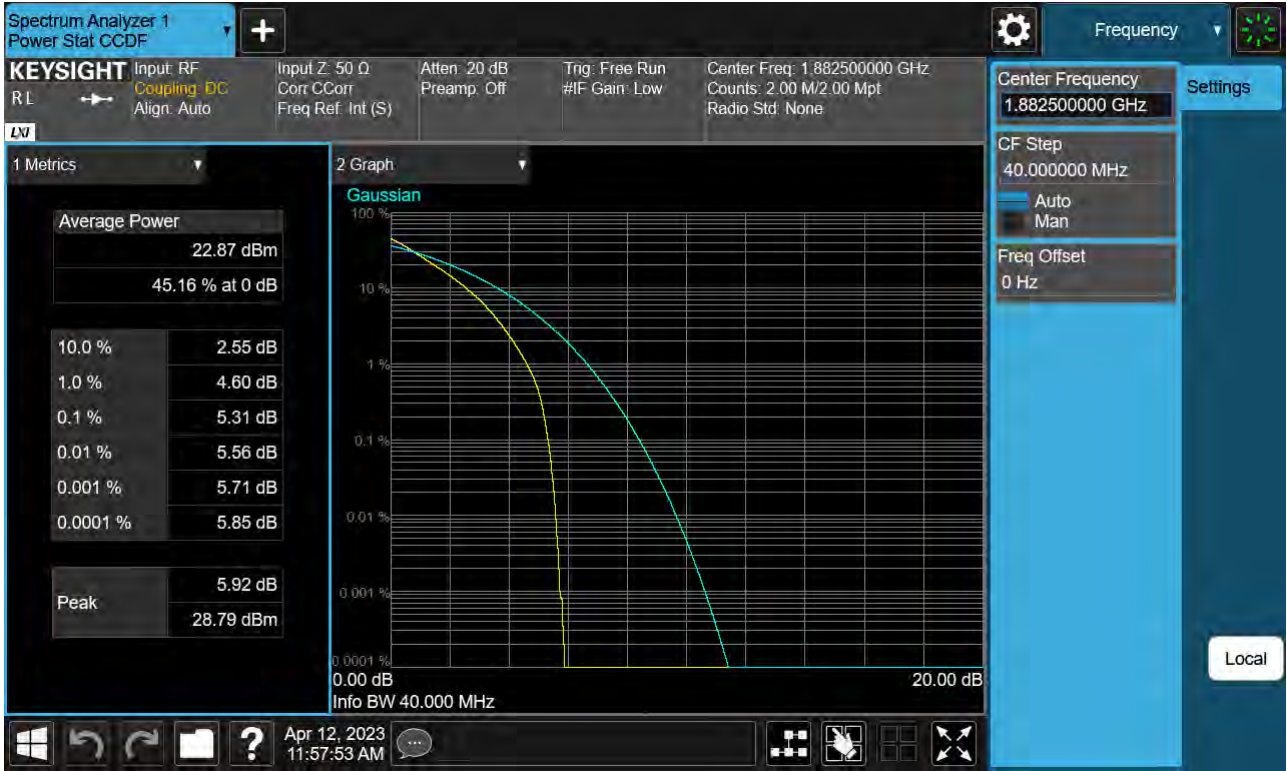 Spectrum Analyzer 1
Power Stat CCDF
Frequency
KEYSIGHT
RL
LXI
Input: RF
Coupling: DC
Align: Auto
Input Z: 50 Ω
Corr CCorr
Freq Ref: Int (S)
Atten: 20 dB
Preamp: Off
Trig: Free Run
#IF Gain: Low
Center Freq: 1.882500000 GHz
Counts: 2.00 M/2.00 Mpt
Radio Std: None
Center Frequency
1.882500000 GHz
Settings
CF Step
40.000000 MHz
Auto
Man
Freq Offset
0 Hz
Local
1 Metrics
Average Power
22.87 dBm
45.16 % at 0 dB
10.0 % 2.55 dB
1.0 % 4.60 dB
0.1 % 5.31 dB
0.01 % 5.56 dB
0.001 % 5.71 dB
0.0001 % 5.85 dB
Peak
5.92 dB
28.79 dBm
2 Graph
Gaussian
100 %
10 %
1 %
0.1 %
0.01 %
0.001 %
0.0001 %
0.00 dB 20.00 dB
Info BW 40.000 MHz
?
Apr 12, 2023
11:57:53 AM